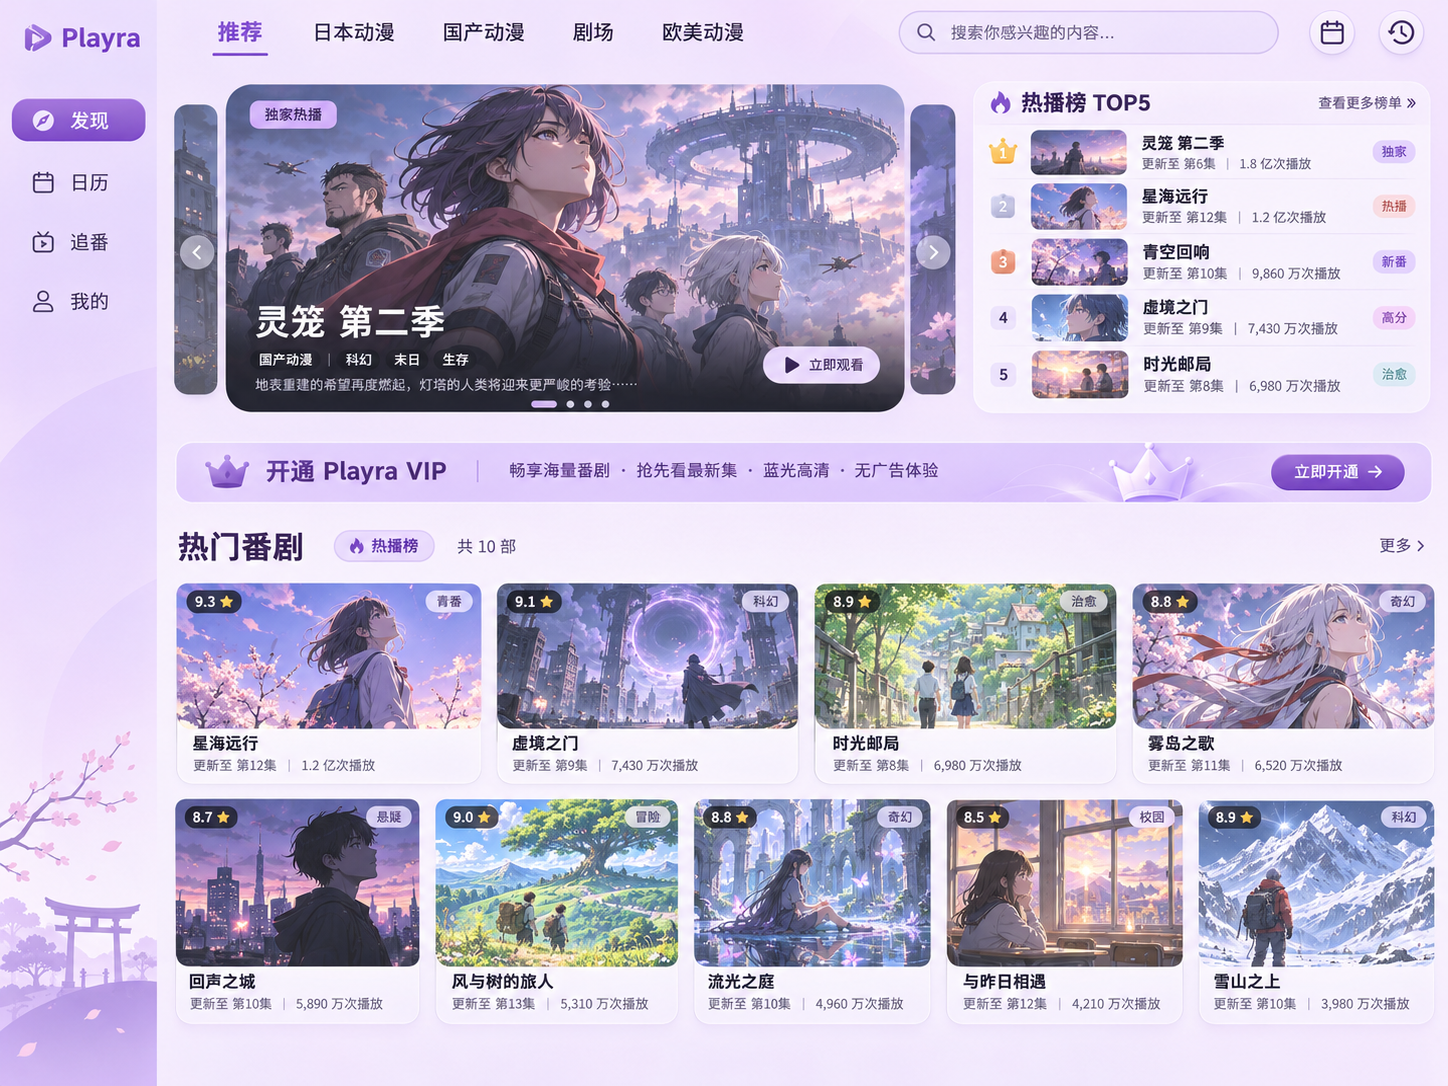 Playra
推荐
日本动漫
国产动漫
剧场
欧美动漫
搜索你感兴趣的内容...
发现
日历
追番
我的
独家热播
灵笼 第二季
国产动漫 | 科幻 末日 生存
地表重建的希望再度燃起，灯塔的人类将迎来更严峻的考验……
立即观看
热播榜 TOP5
查看更多榜单 »
1
灵笼 第二季
更新至 第6集 | 1.8 亿次播放
独家
2
星海远行
更新至 第12集 | 1.2 亿次播放
热播
3
青空回响
更新至 第10集 | 9,860 万次播放
新番
4
虚境之门
更新至 第9集 | 7,430 万次播放
高分
5
时光邮局
更新至 第8集 | 6,980 万次播放
治愈
开通 Playra VIP
畅享海量番剧 · 抢先看最新集 · 蓝光高清 · 无广告体验
立即开通 →
热门番剧
热播榜
共 10 部
更多 >
9.3
青番
星海远行
更新至 第12集 | 1.2 亿次播放
9.1
科幻
虚境之门
更新至 第9集 | 7,430 万次播放
8.9
治愈
时光邮局
更新至 第8集 | 6,980 万次播放
8.8
奇幻
雾岛之歌
更新至 第11集 | 6,520 万次播放
8.7
回声之城
更新至 第10集 | 5,890 万次播放
9.0
冒险
风与树的旅人
更新至 第13集 | 5,310 万次播放
8.8
奇幻
流光之庭
更新至 第10集 | 4,960 万次播放
8.5
校园
与昨日相遇
更新至 第12集 | 4,210 万次播放
8.9
科幻
雪山之上
更新至 第10集 | 3,980 万次播放